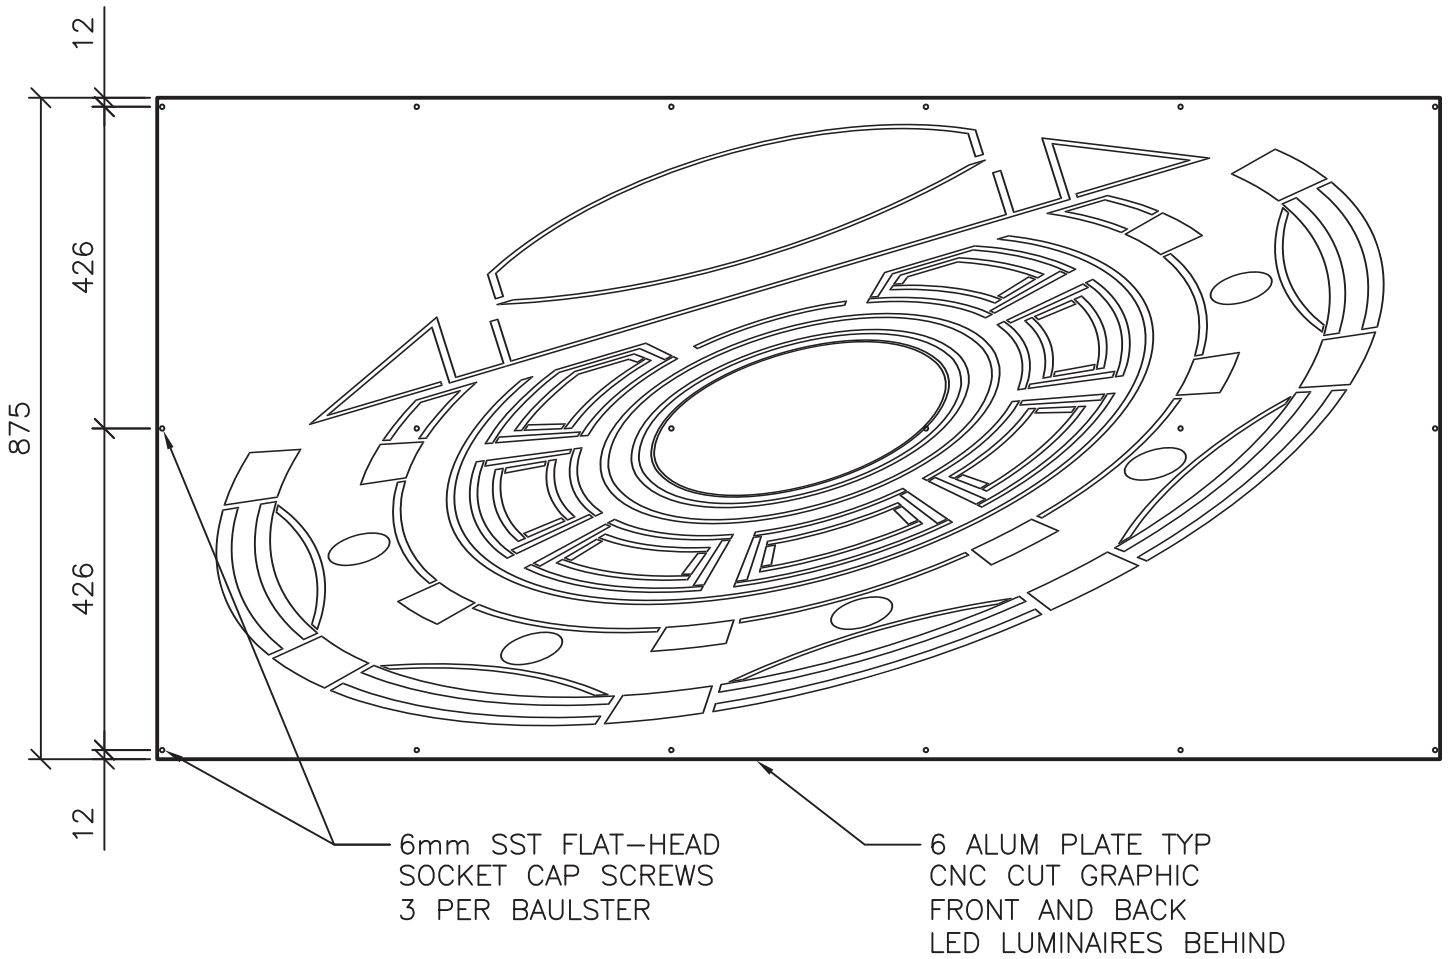 12
426
875
426
12
6mm SST FLAT-HEAD
SOCKET CAP SCREWS
3 PER BAULSTER
6 ALUM PLATE TYP
CNC CUT GRAPHIC
FRONT AND BACK
LED LUMINAIRES BEHIND